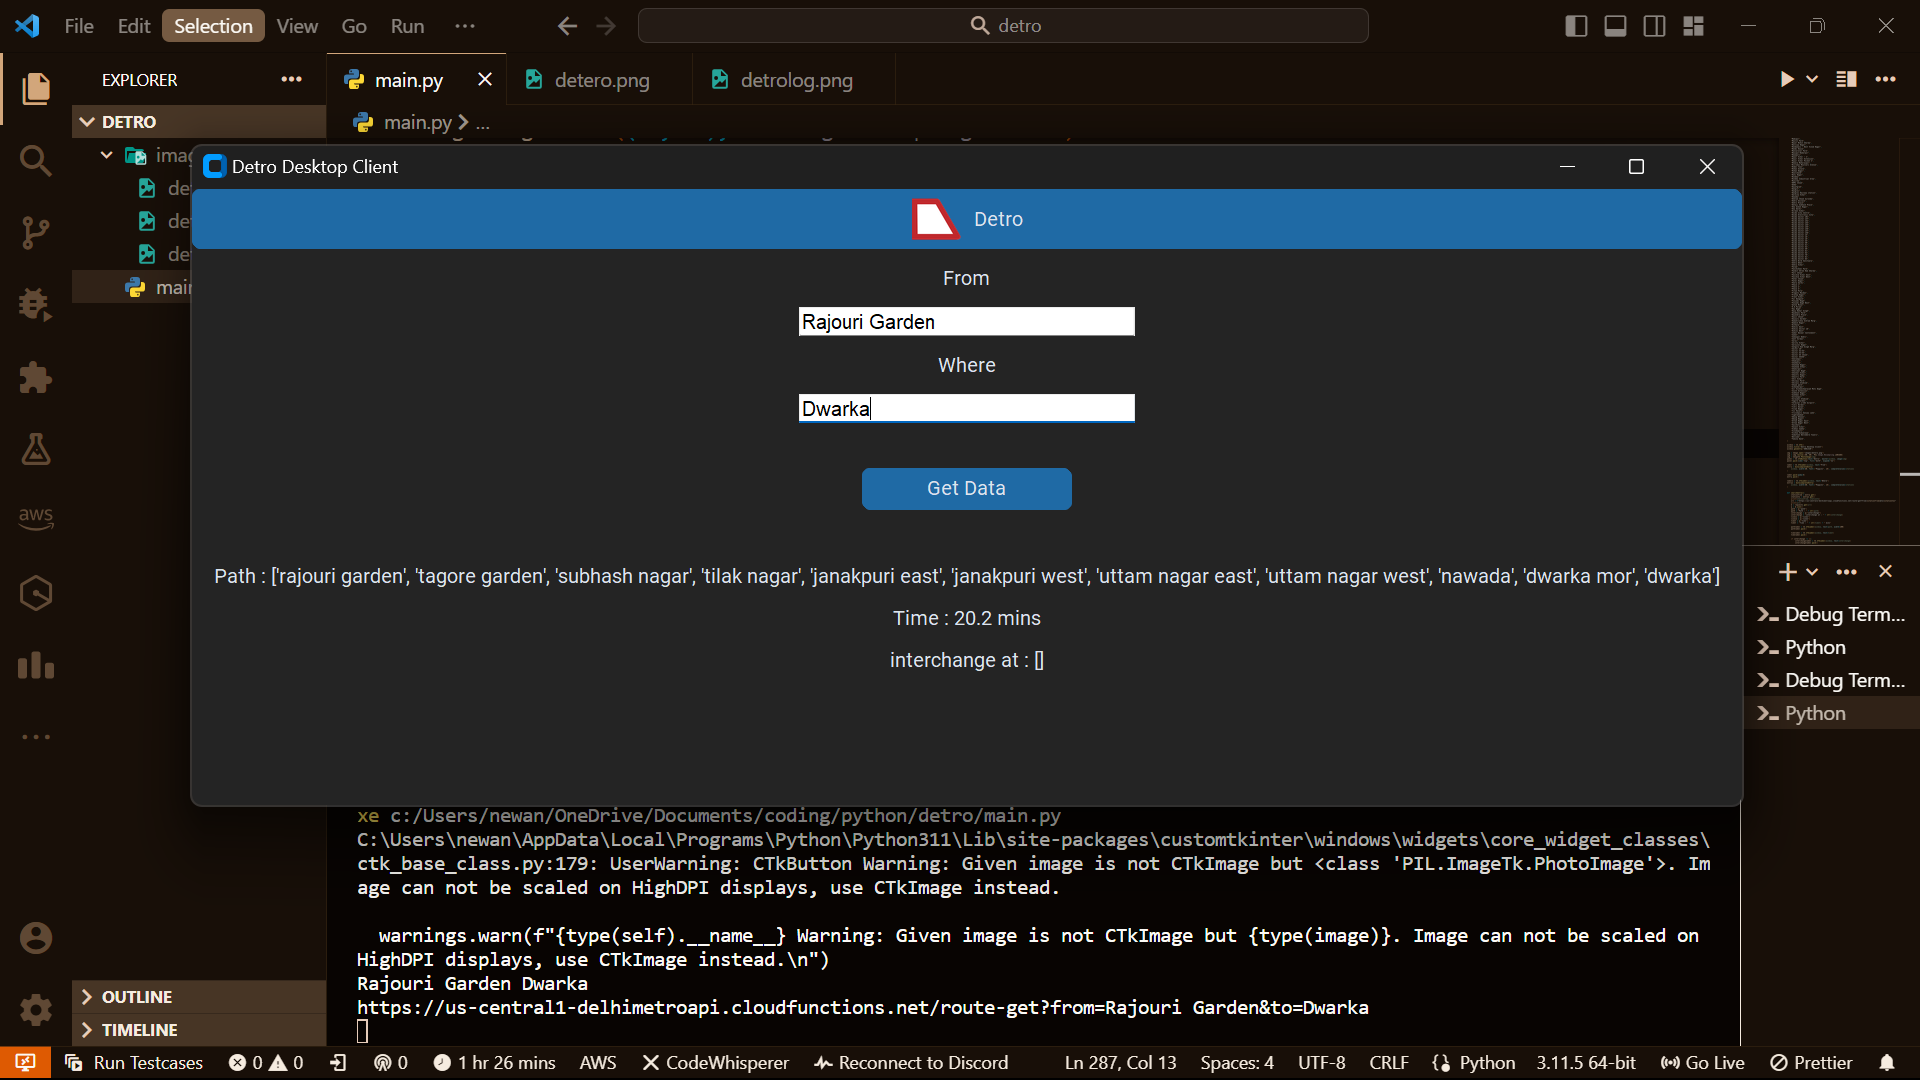 File Edit Selection View Go Run ··· detro
EXPLORER ···
main.py detero.png detrolog.png
DETRO
main.py > ...
Detro Desktop Client
Detro
From
Rajouri Garden
Where
Dwarka
Get Data
Path : ['rajouri garden', 'tagore garden', 'subhash nagar', 'tilak nagar', 'janakpuri east', 'janakpuri west', 'uttam nagar east', 'uttam nagar west', 'nawada', 'dwarka mor', 'dwarka']
Time : 20.2 mins
interchange at : []
aws
Debug Term...
Python
Debug Term...
Python
xe c:/Users/newan/OneDrive/Documents/coding/python/detro/main.py
C:\Users\newan\AppData\Local\Programs\Python\Python311\Lib\site-packages\customtkinter\windows\widgets\core_widget_classes\
ctk_base_class.py:179: UserWarning: CTkButton Warning: Given image is not CTkImage but <class 'PIL.ImageTk.PhotoImage'>. Im
age can not be scaled on HighDPI displays, use CTkImage instead.
warnings.warn(f"{type(self).__name__} Warning: Given image is not CTkImage but {type(image)}. Image can not be scaled on
HighDPI displays, use CTkImage instead.\n")
Rajouri Garden Dwarka
https://us-central1-delhimetroapi.cloudfunctions.net/route-get?from=Rajouri Garden&to=Dwarka
OUTLINE
TIMELINE
Run Testcases 0 0 0 1 hr 26 mins AWS CodeWhisperer Reconnect to Discord Ln 287, Col 13 Spaces: 4 UTF-8 CRLF Python 3.11.5 64-bit Go Live Prettier